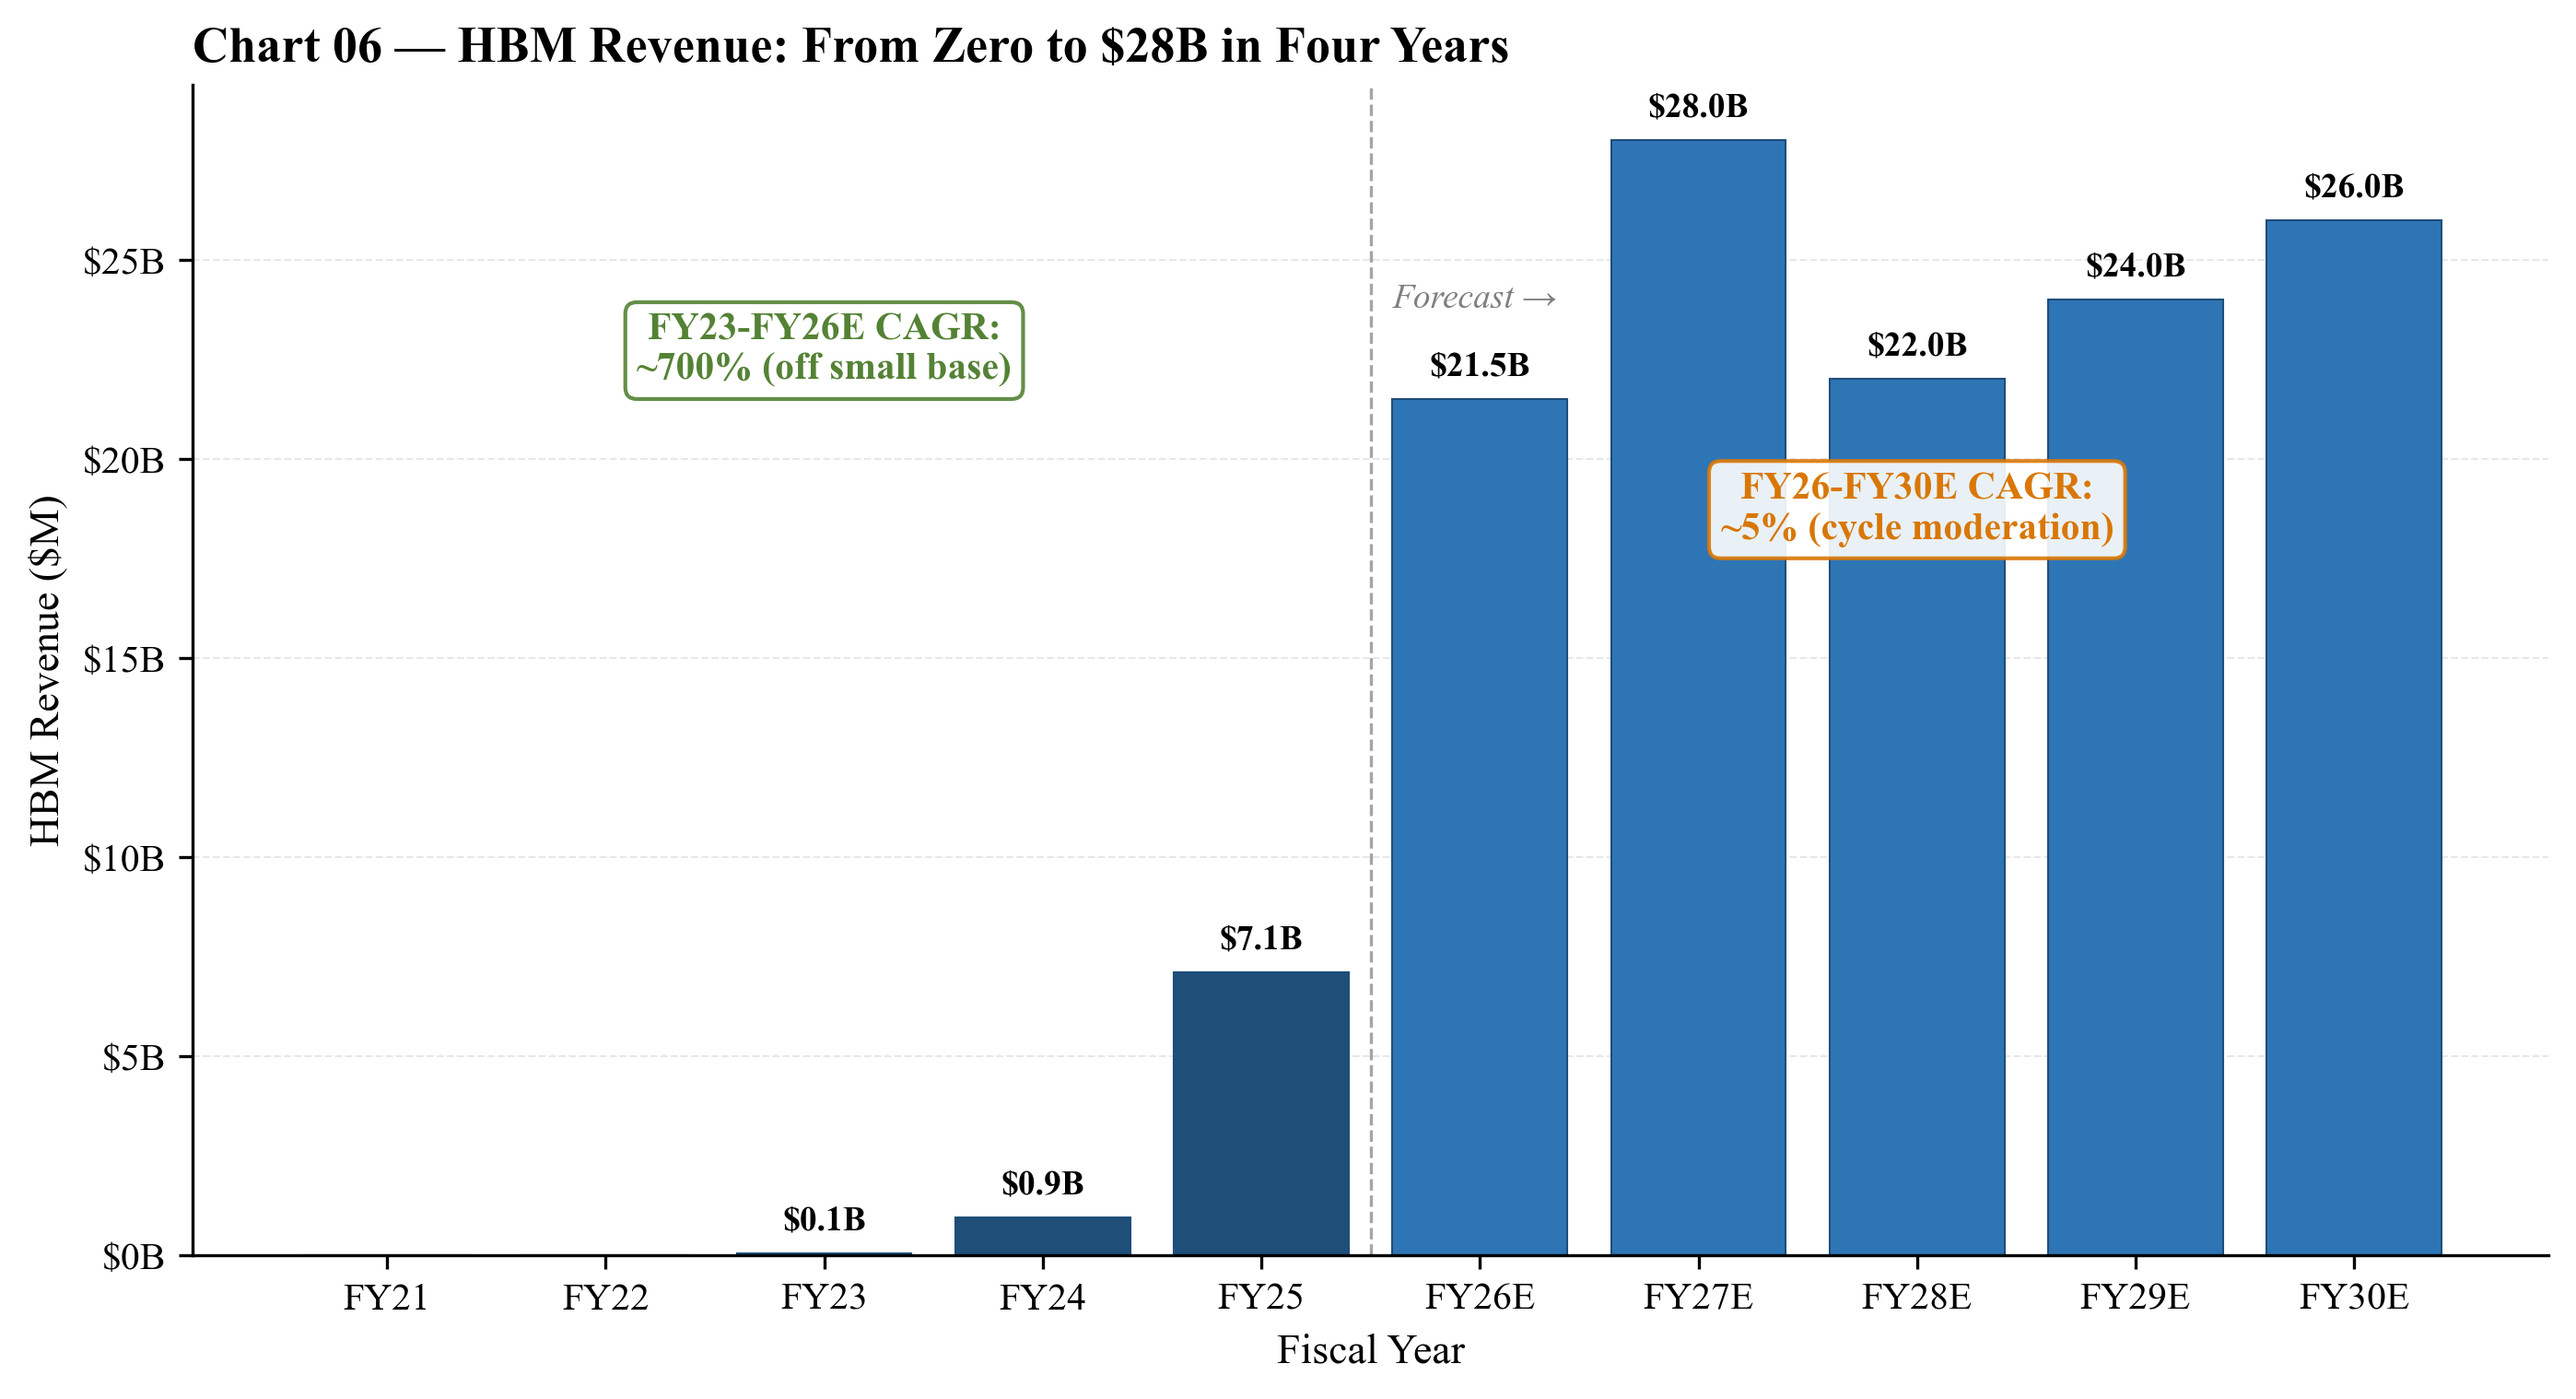 Chart 06 — HBM Revenue: From Zero to $28B in Four Years
HBM Revenue ($M)
$25B
$20B
$15B
$10B
$5B
$0B
FY23-FY26E CAGR:
~700% (off small base)
Forecast →
FY26-FY30E CAGR:
~5% (cycle moderation)
$0.1B
$0.9B
$7.1B
$21.5B
$28.0B
$22.0B
$24.0B
$26.0B
FY21
FY22
FY23
FY24
FY25
FY26E
FY27E
FY28E
FY29E
FY30E
Fiscal Year